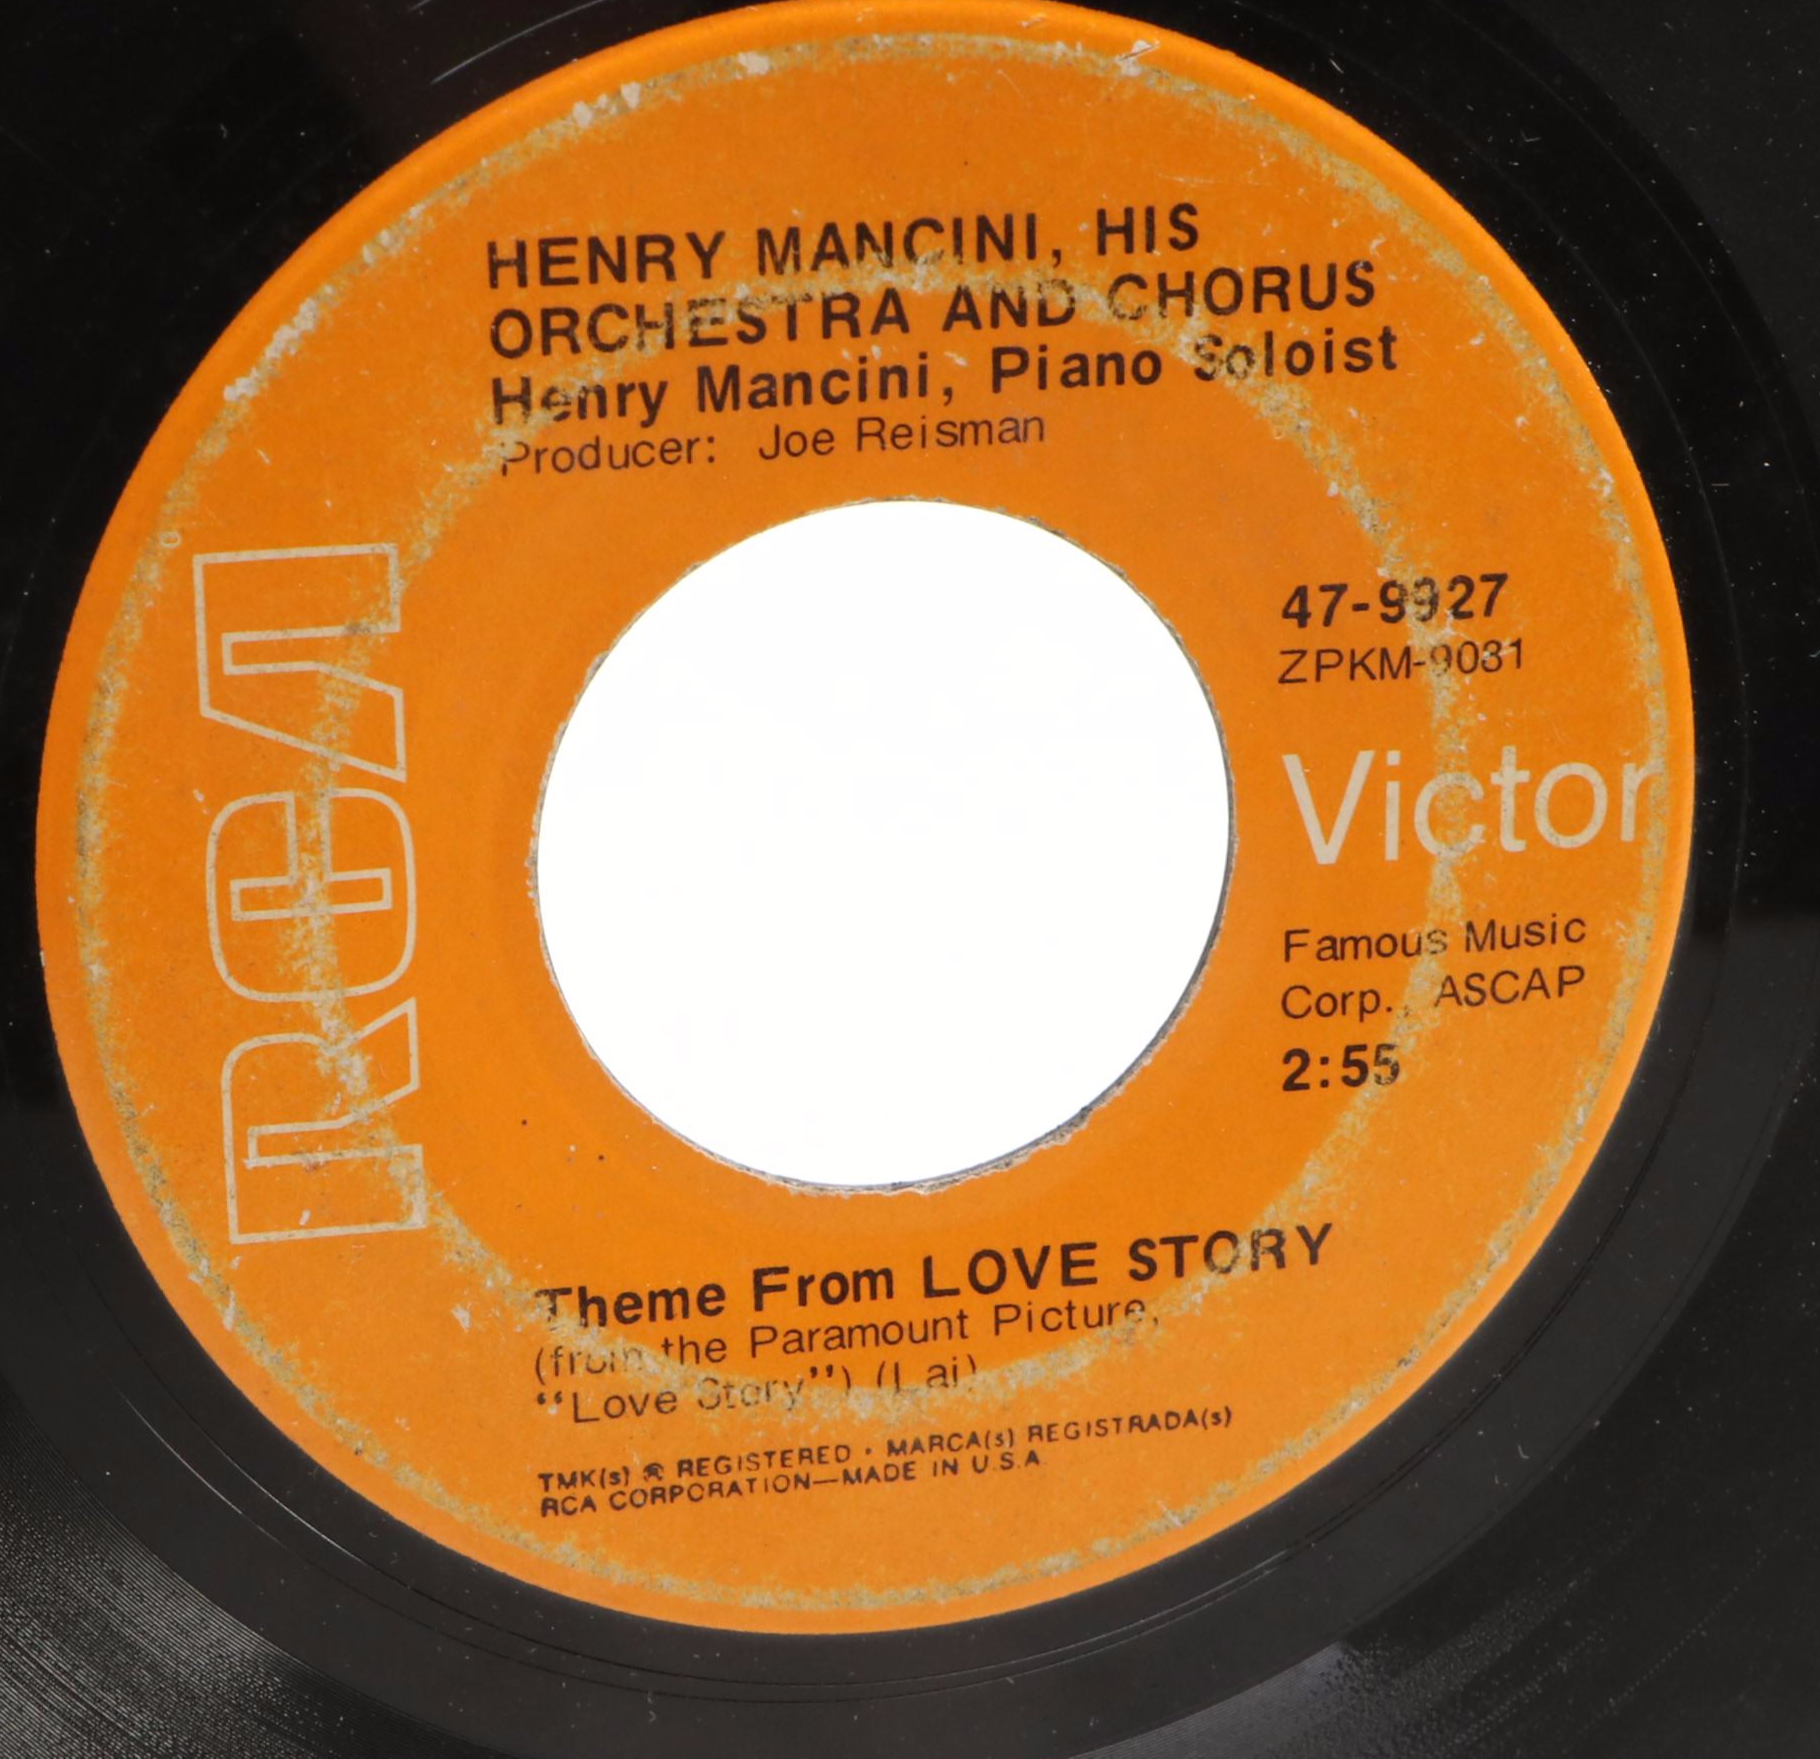 HENRY MANCINI, HIS
ORCHESTRA AND CHORUS
Henry Mancini, Piano Soloist
Producer: Joe Reisman
RCA
47-9927
ZPKM-9081
Victor
Famous Music
Corp., ASCAP
2:55
Theme From LOVE STORY
(from the Paramount Picture,
“Love Story”) (Lai)
TMK(s) ® REGISTERED • MARCA(s) REGISTRADA(s)
RCA CORPORATION—MADE IN U.S.A.